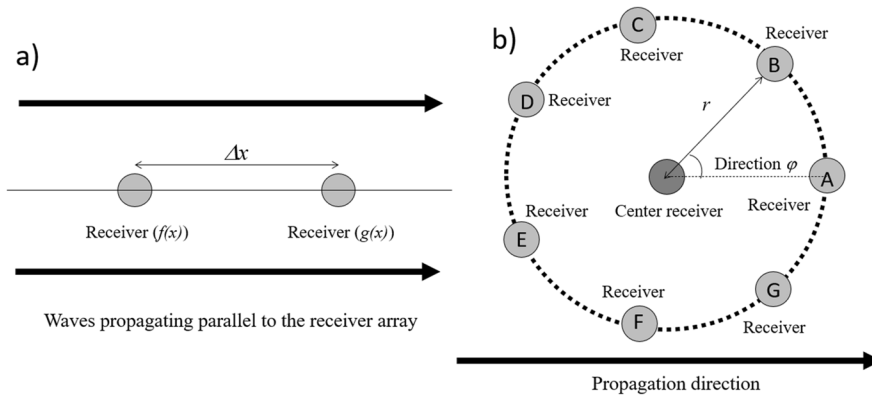 a)
Δx
Receiver (f(x))
Receiver (g(x))
Waves propagating parallel to the receiver array
b)
C
Receiver
Receiver
B
D
Receiver
r
Direction φ
A
Center receiver
Receiver
Receiver
E
Receiver
G
F
Receiver
Propagation direction